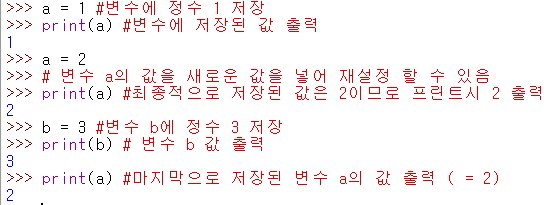 >>> a = 1 #변수에 정수 1 저장
>>> print(a) #변수에 저장된 값 출력
1
>>> a = 2
>>> # 변수 a의 값을 새로운 값을 넣어 재설정 할 수 있음
>>> print(a) #최종적으로 저장된 값은 2이므로 프린트시 2 출력
2
>>> b = 3 #변수 b에 정수 3 저장
>>> print(b) # 변수 b 값 출력
3
>>> print(a) #마지막으로 저장된 변수 a의 값 출력 ( = 2)
2